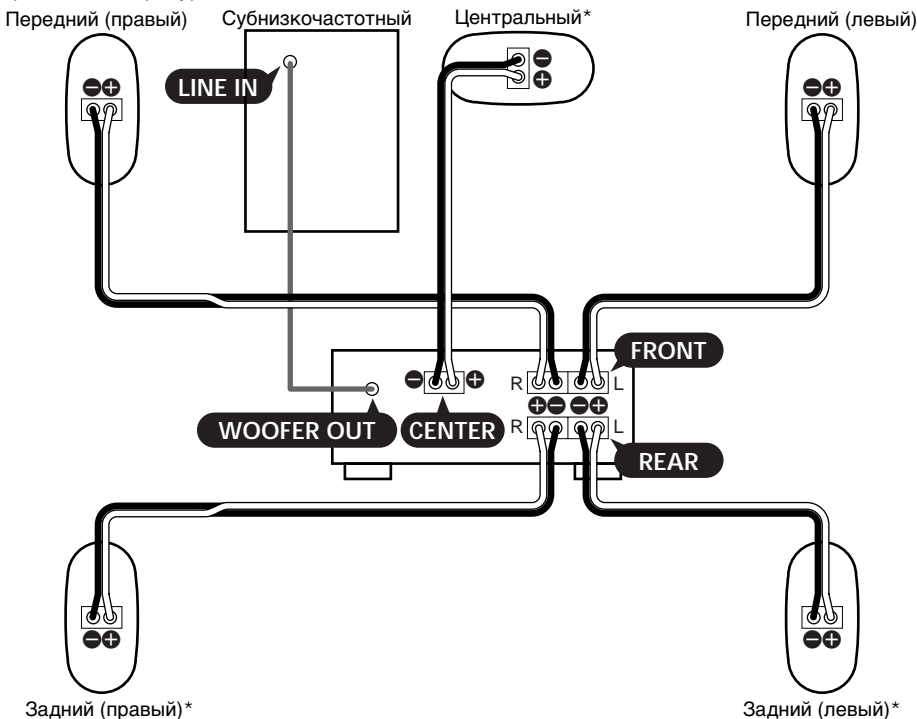 Передний (правый)
Субнизкочастотный
Центральный*
Передний (левый)
LINE IN
FRONT
R
L
WOOFER OUT
CENTER
R
L
REAR
Задний (правый)*
Задний (левый)*